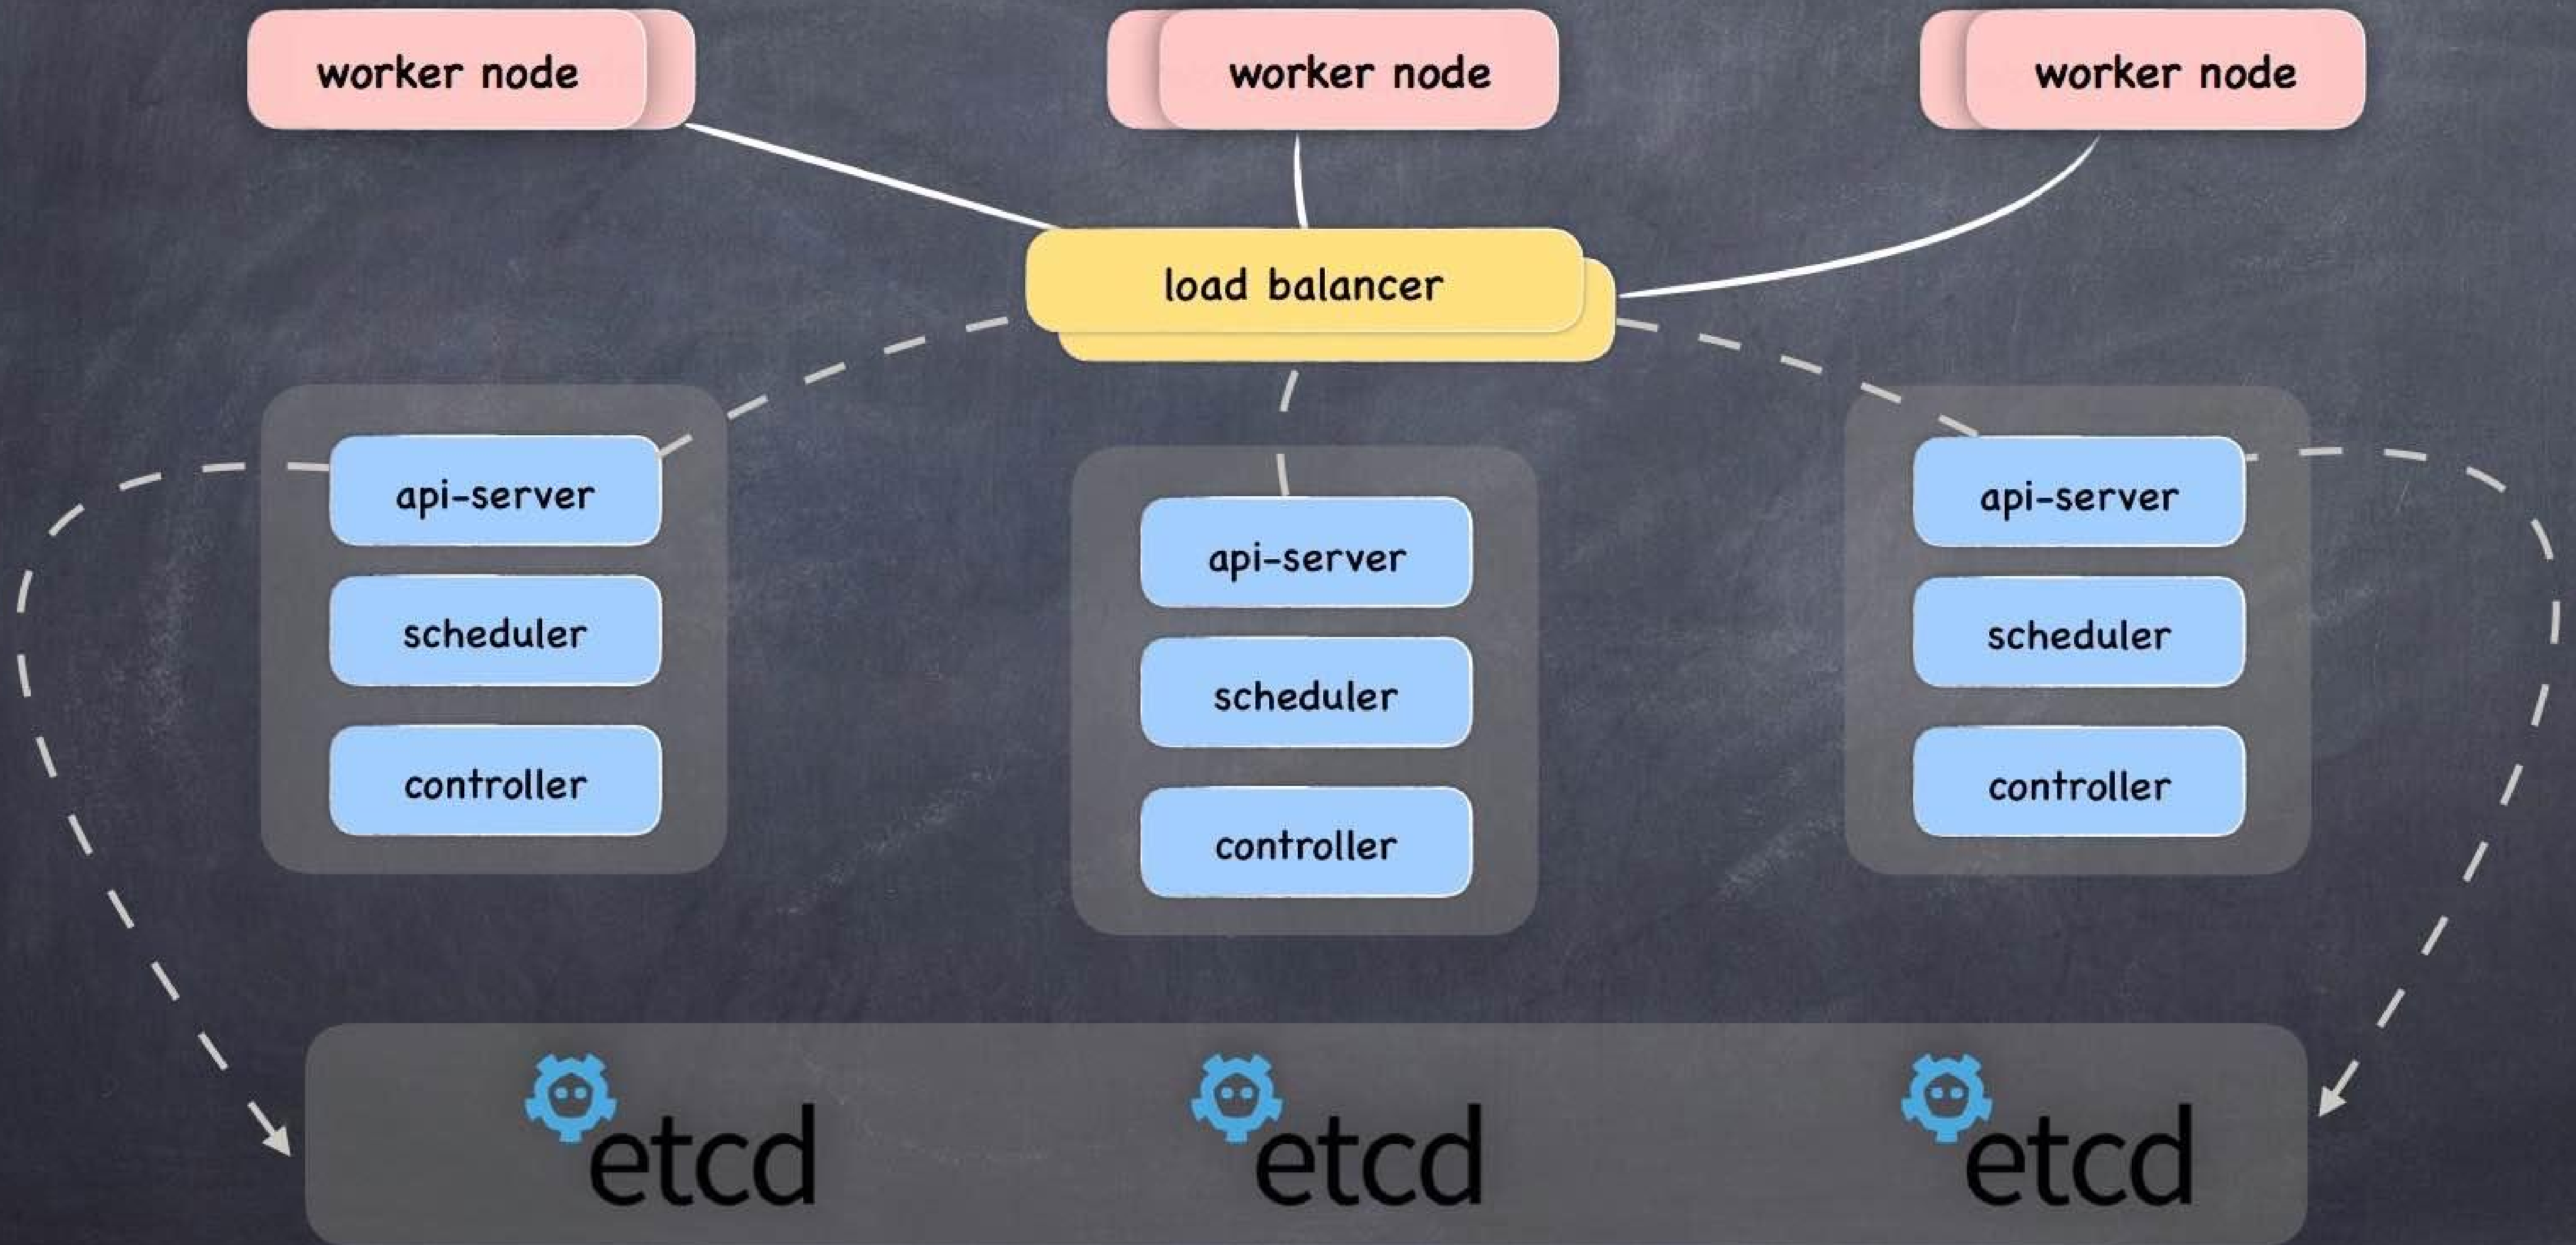 worker node
worker node
worker node
load balancer
api-server
scheduler
controller
api-server
scheduler
controller
api-server
scheduler
controller
etcd
etcd
etcd